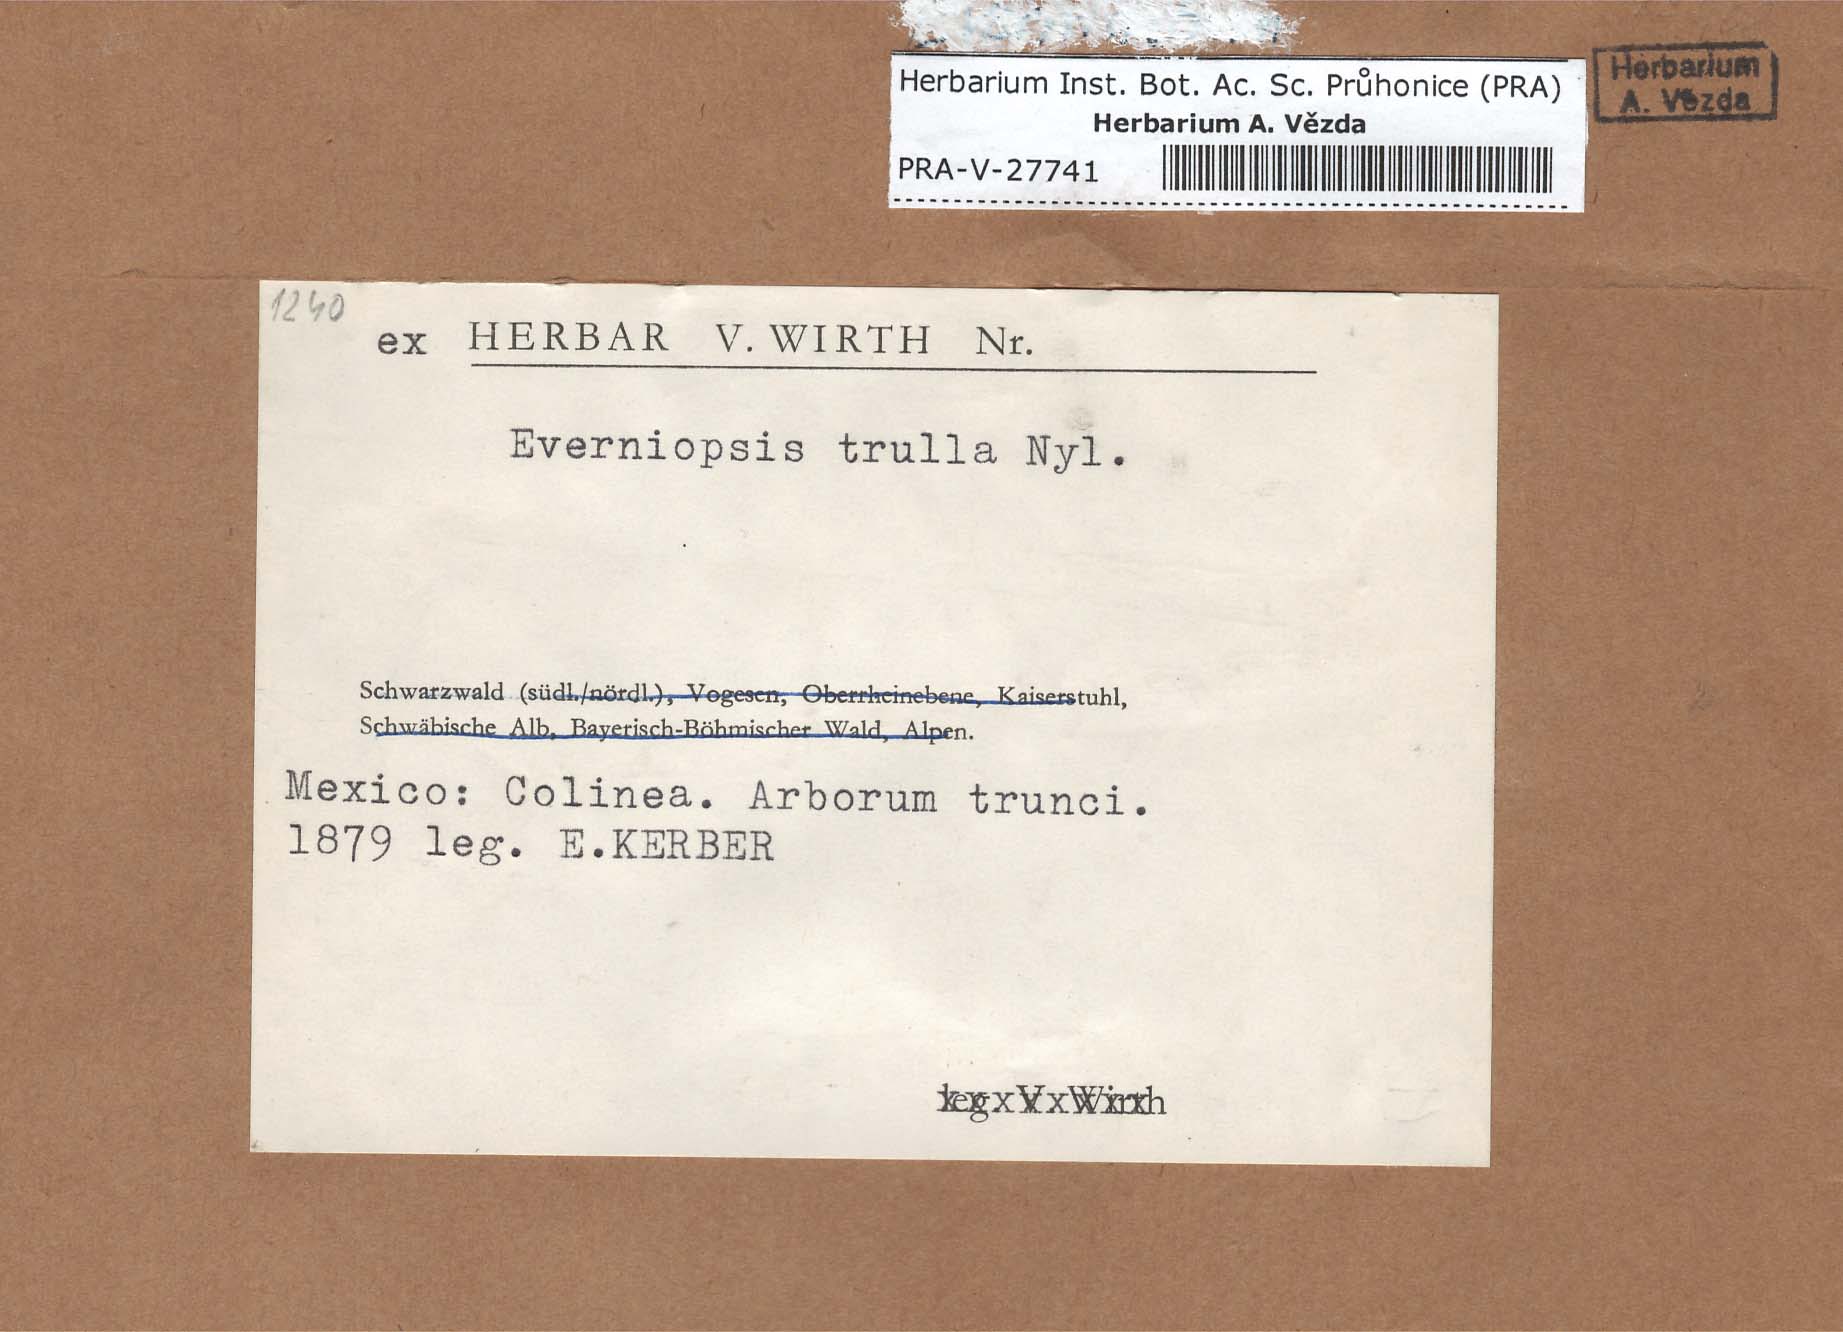 Herbarium Inst. Bot. Ac. Sc. Průhonice (PRA)
Herbarium A. Vězda
PRA-V-27741
Herbarium
A. Vězda
1240
ex HERBAR V. WIRTH Nr.
Everniopsis trulla Nyl.
Schwarzwald (südl./nördl.), Vogesen, Oberrheinebene, Kaiserstuhl,
Schwäbische Alb, Bayerisch-Böhmischer Wald, Alpen.
Mexico: Colinea. Arborum trunci.
1879 leg. E.KERBER
leg. V. Wirth